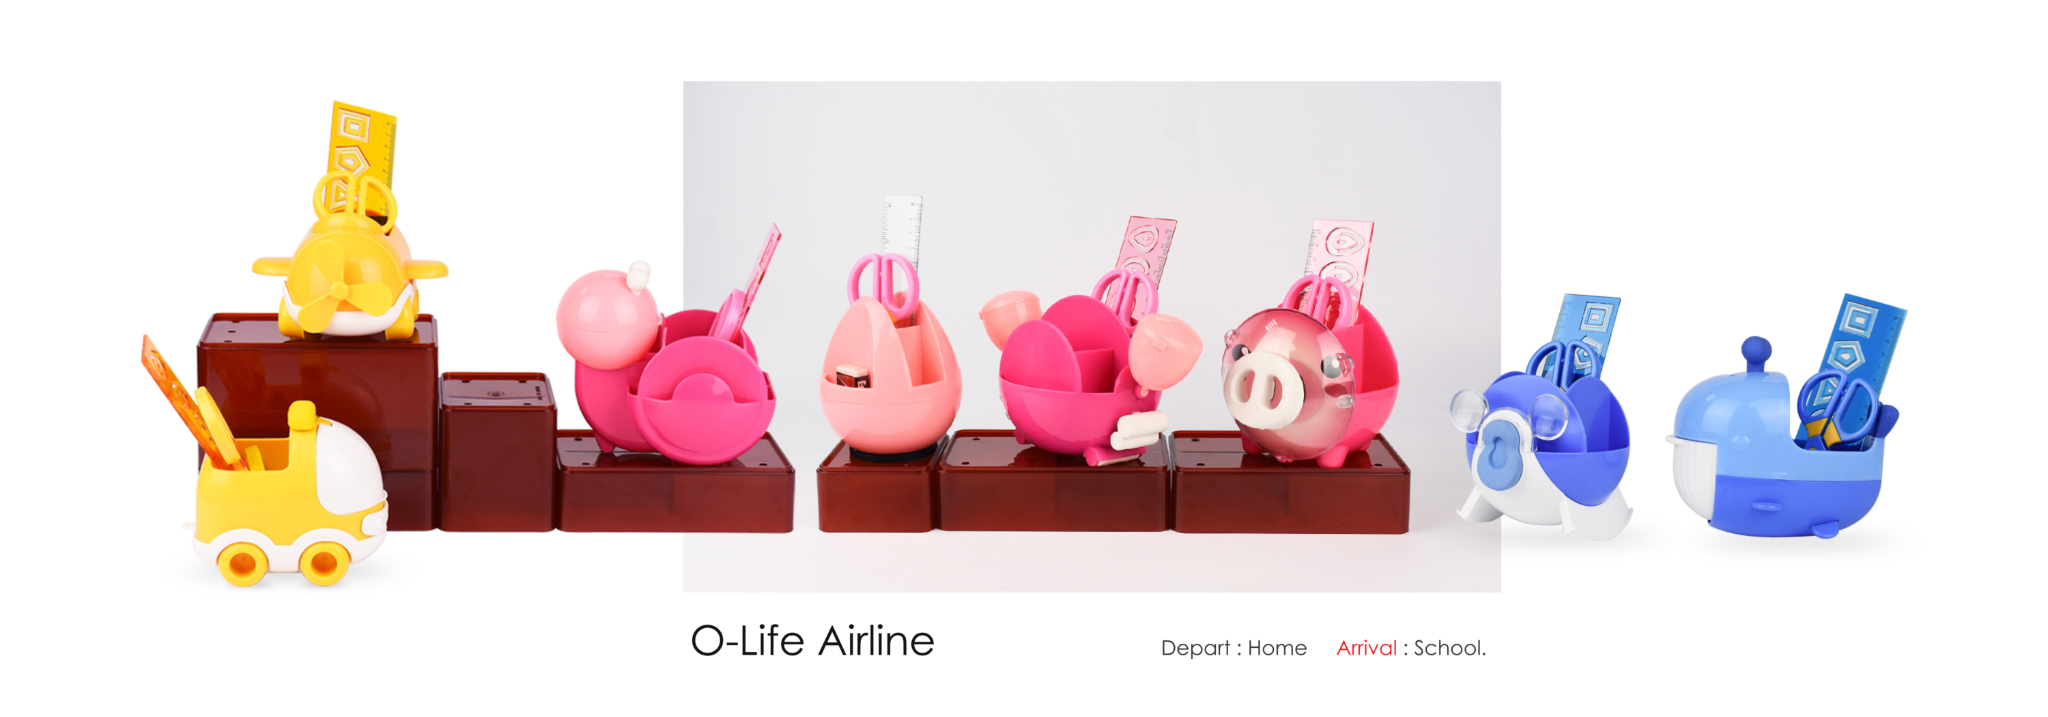 O-Life Airline
Depart : Home Arrival : School.